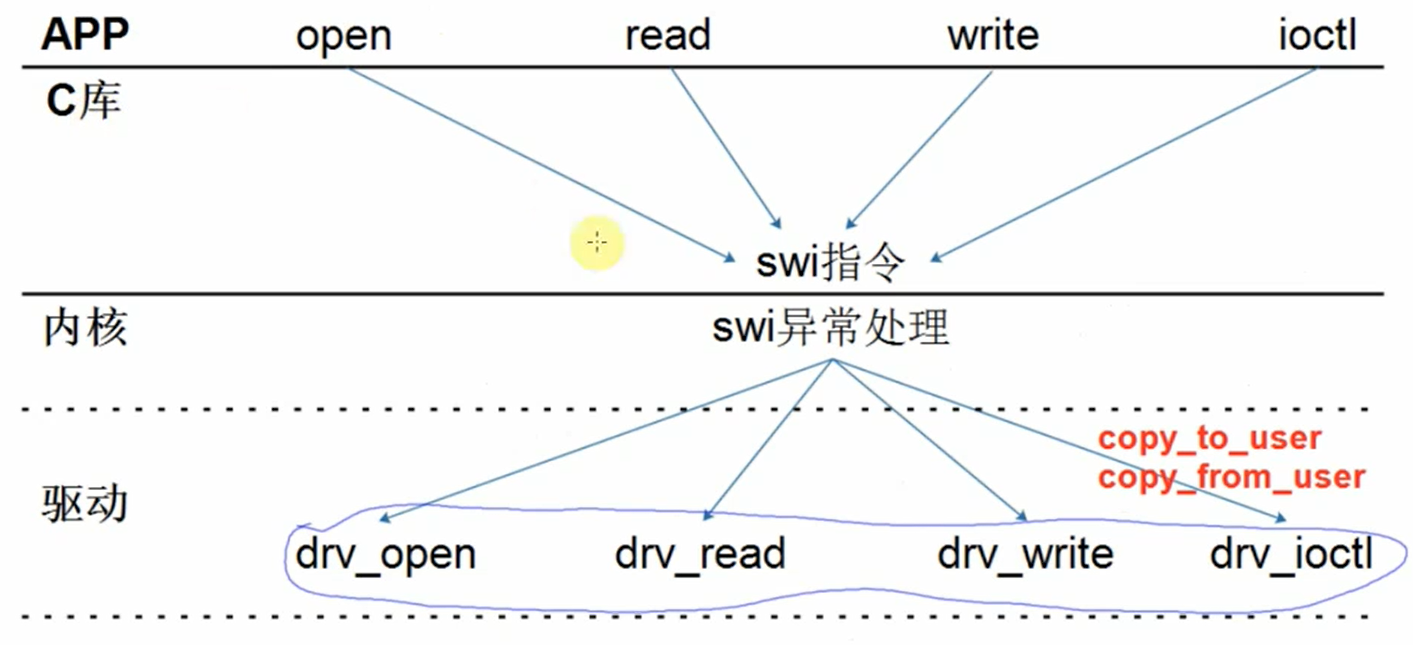 APP open read write ioctl
C库
swi指令
内核 swi异常处理
copy_to_user
copy_from_user
驱动
drv_open drv_read drv_write drv_ioctl